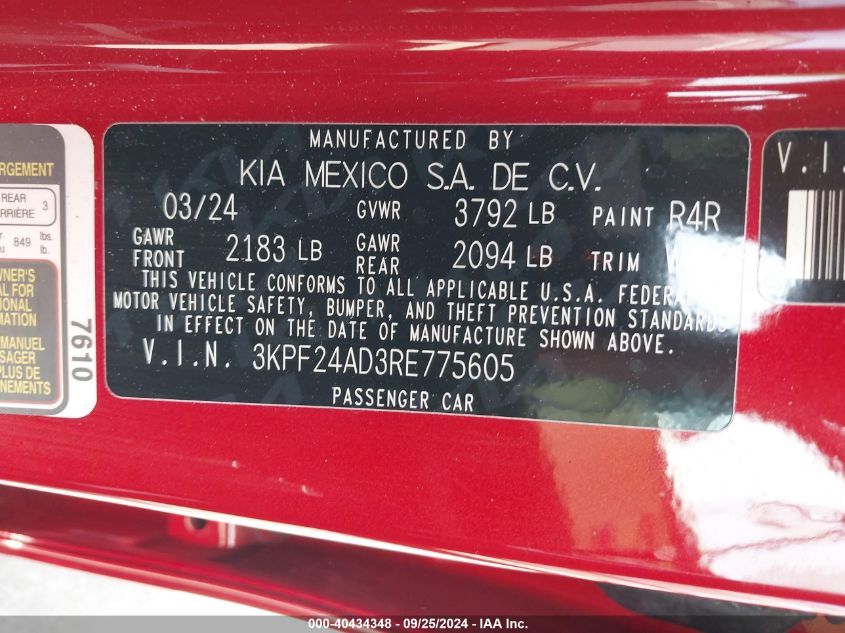 MANUFACTURED BY
KIA MEXICO S.A. DE C.V.
03/24 GVWR 3792 LB PAINT R4R
GAWR FRONT 2183 LB GAWR REAR 2094 LB TRIM
THIS VEHICLE CONFORMS TO ALL APPLICABLE U.S.A.
MOTOR VEHICLE SAFETY, BUMPER, AND THEFT PREVENTION STANDARDS
IN EFFECT ON THE DATE OF MANUFACTURE SHOWN ABOVE.
V.I.N. 3KPF24AD3RE775605
PASSENGER CAR
REAR
3
849 lbs.
lb.
7610
V.I.
000-40434348 - 09/25/2024 - IAA Inc.